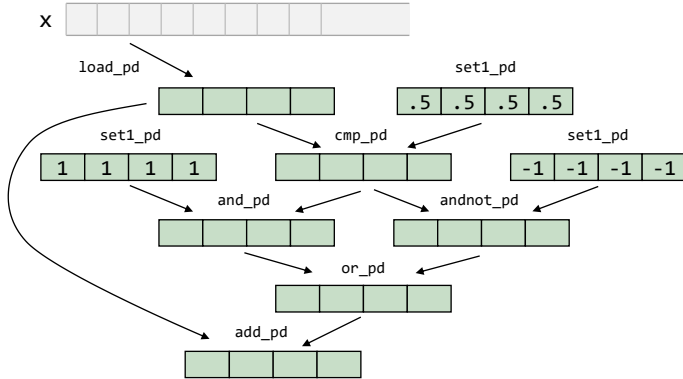 x
load_pd
set1_pd
.5 .5 .5 .5
set1_pd
cmp_pd
set1_pd
1 1 1 1
-1 -1 -1 -1
and_pd
andnot_pd
or_pd
add_pd